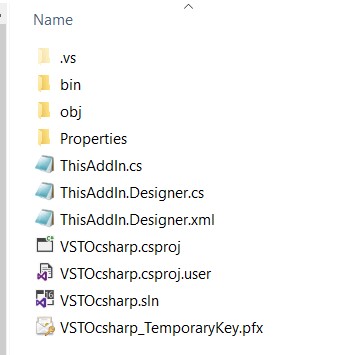 Name
.vs
bin
obj
Properties
ThisAddIn.cs
ThisAddIn.Designer.cs
ThisAddIn.Designer.xml
VSTOcsharp.csproj
VSTOcsharp.csproj.user
VSTOcsharp.sln
VSTOcsharp_TemporaryKey.pfx